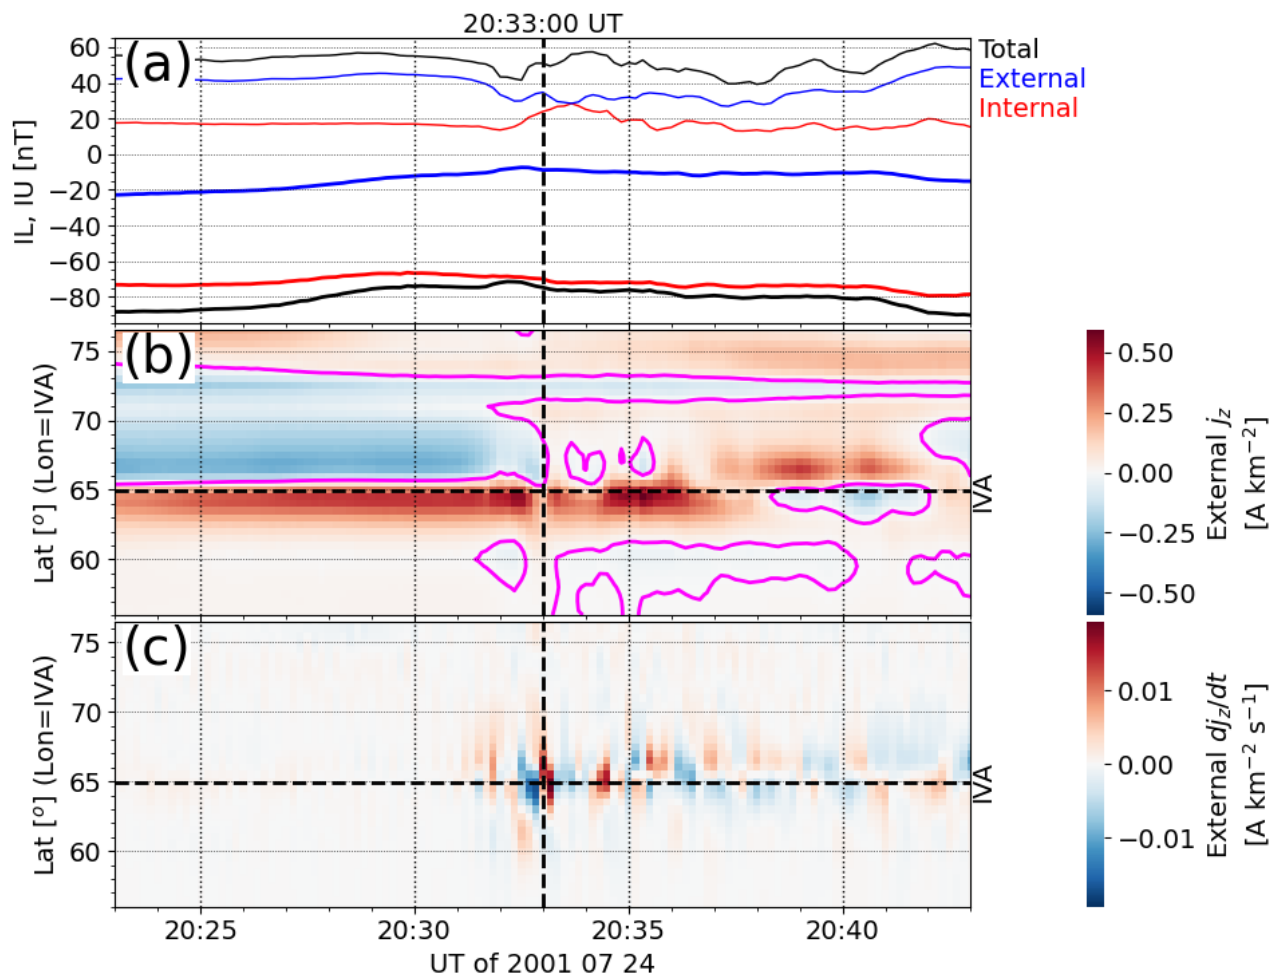 20:33:00 UT
(a)
60
40
20
0
−20
−40
−60
−80
IL, IU [nT]
Total
External
Internal
(b)
75
70
65
60
Lat [°] (Lon=IVA)
IVA
0.50
0.25
0.00
−0.25
−0.50
External jz
[A km−2]
(c)
75
70
65
60
Lat [°] (Lon=IVA)
IVA
0.01
0.00
−0.01
External djz/dt
[A km−2 s−1]
20:25 20:30 20:35 20:40
UT of 2001 07 24